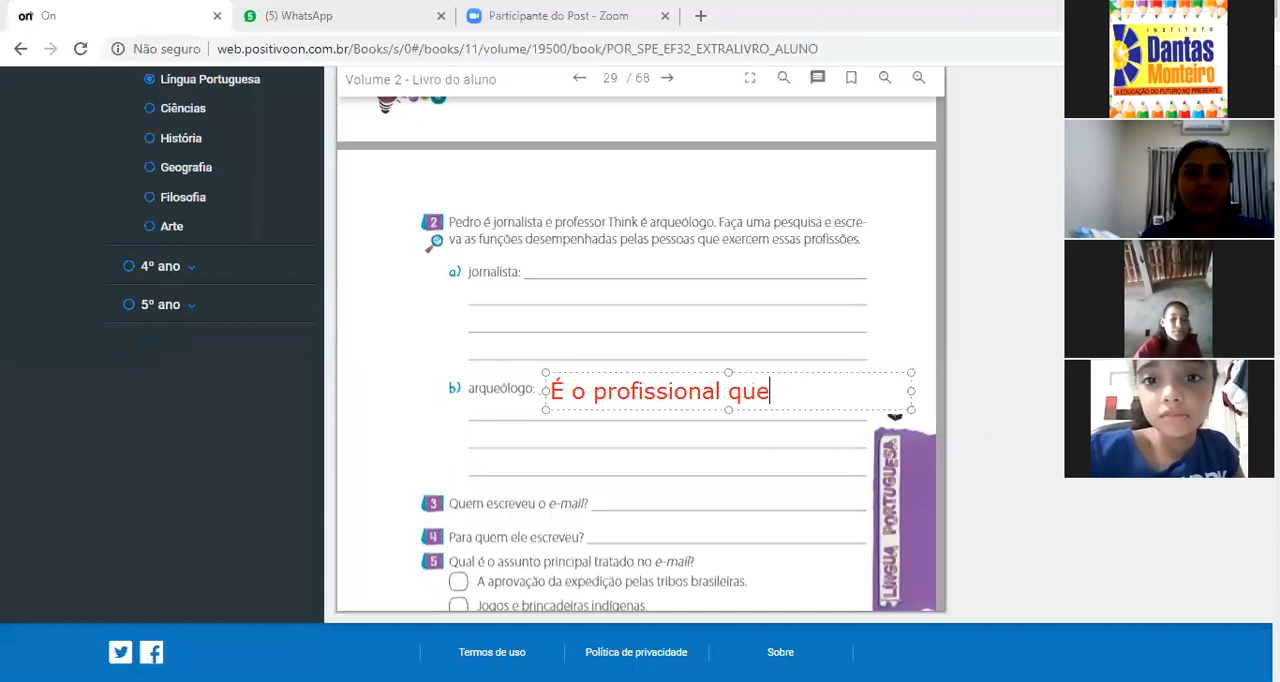 On
(5) WhatsApp
Participante do Post - Zoom
Não seguro
web.positivoon.com.br/Books/s/0#/books/11/volume/19500/book/POR_SPE_EF32_EXTRALIVRO_ALUNO
Língua Portuguesa
Ciências
História
Geografia
Filosofia
Arte
4º ano
5º ano
Volume 2 - Livro do aluno
29 / 68
2 Pedro é jornalista e professor Think é arqueólogo. Faça uma pesquisa e escre-
va as funções desempenhadas pelas pessoas que exercem essas profissões.
a) jornalista:
b) arqueólogo: É o profissional que
3 Quem escreveu o e-mail?
4 Para quem ele escreveu?
5 Qual é o assunto principal tratado no e-mail?
A aprovação da expedição pelas tribos brasileiras.
Jogos e brincadeiras indígenas.
LÍNGUA PORTUGUESA
Termos de uso
Política de privacidade
Sobre
INSTITUTO
Dantas
Monteiro
A EDUCAÇÃO DO FUTURO NO PRESENTE